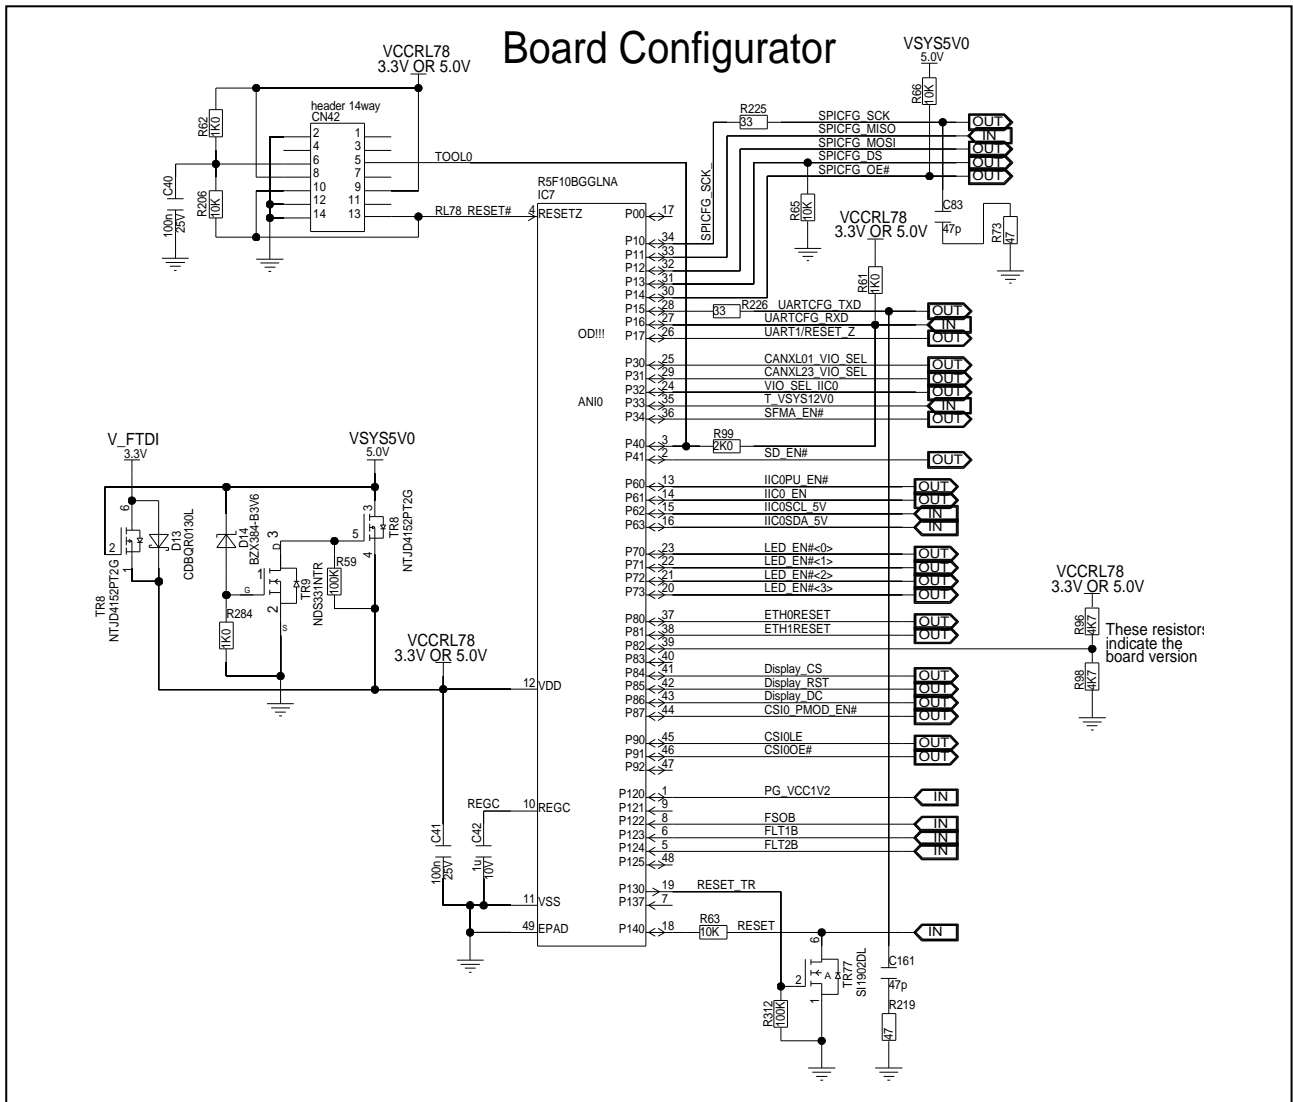 Board Configurator
VCCRL78
3.3V OR 5.0V
header 14way
CN42
R62
1K0
2
4
6
8
10
12
14
1
3
5
7
9
11
13
C40
100n
25V
R206
10K
TOOL0
RL78_RESET#
R5F10BGGLNA
IC7
4
RESETZ
OD!!!
ANI0
12
VDD
10
REGC
REGC
11
VSS
49
EPAD
P00 17
P10 34
P11 33
P12 32
P13 31
P14 30
P15 28
P16 27
P17 26
P30 25
P31 29
P32 24
P33 35
P34 36
P40 3
P41 2
P60 13
P61 14
P62 15
P63 16
P70 23
P71 22
P72 21
P73 20
P80 37
P81 38
P82 39
P83 40
P84 41
P85 42
P86 43
P87 44
P90 45
P91 46
P92 47
P120 1
P121 9
P122 8
P123 6
P124 5
P125 48
P130 19
P137 7
P140 18
SPICFG_SCK_
R225
33
VSYS5V0
5.0V
R66
10K
SPICFG_SCK OUT
SPICFG_MISO IN
SPICFG_MOSI OUT
SPICFG_DS OUT
SPICFG_OE# OUT
R65
10K
C83
47p
R73
47
VCCRL78
3.3V OR 5.0V
R61
1K0
33
R226
UARTCFG_TXD OUT
UARTCFG_RXD IN
UART1/RESET_Z OUT
CANXL01_VIO_SEL OUT
CANXL23_VIO_SEL OUT
VIO_SEL_IIC0 OUT
T_VSYS12V0 IN
SFMA_EN# OUT
R99
2K0
SD_EN# OUT
IIC0PU_EN# OUT
IIC0_EN OUT
IIC0SCL_5V IN
IIC0SDA_5V IN
LED_EN#<0> OUT
LED_EN#<1> OUT
LED_EN#<2> OUT
LED_EN#<3> OUT
ETH0RESET OUT
ETH1RESET OUT
Display_CS OUT
Display_RST OUT
Display_DC OUT
CSI0_PMOD_EN# OUT
CSI0LE OUT
CSI0OE# OUT
PG_VCC1V2 IN
FSOB IN
FLT1B IN
FLT2B IN
RESET_TR
R63
10K
RESET IN
VCCRL78
3.3V OR 5.0V
R96
4K7
R98
4K7
These resistors
indicate the
board version
6
2
1
A
TR77
SI1902DL
R312
100K
C161
47p
R219
47
V_FTDI
3.3V
VSYS5V0
5.0V
6
2
1
TR8
NTJD4152PT2G
D13
CDBQR0130L
D14
BZX384-B3V6
R284
1K0
3
D
1
G
2
S
TR9
NDS331NTR
R59
100K
3
5
4
TR8
NTJD4152PT2G
VCCRL78
3.3V OR 5.0V
C41
100n
25V
C42
1u
10V